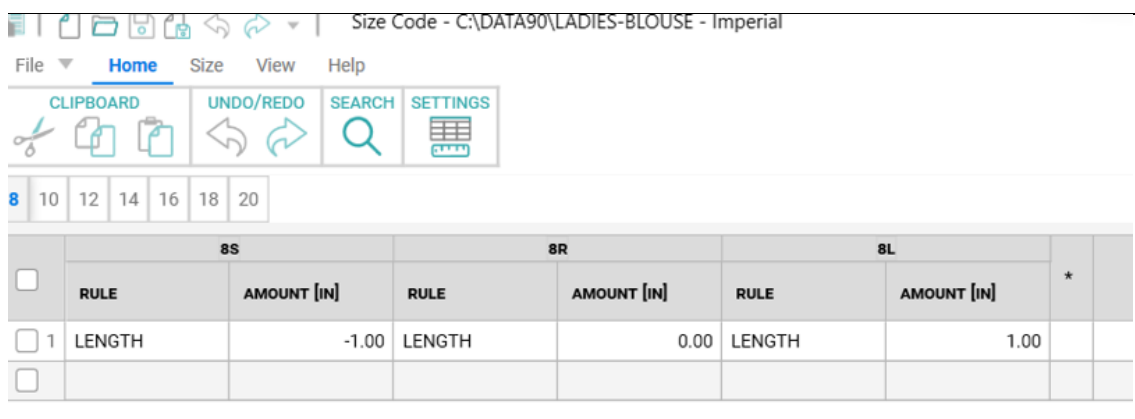 Size Code - C:\DATA90\LADIES-BLOUSE - Imperial
File Home Size View Help
CLIPBOARD UNDO/REDO SEARCH SETTINGS
8 10 12 14 16 18 20
8S 8R 8L
RULE AMOUNT [IN] RULE AMOUNT [IN] RULE AMOUNT [IN] *
1 LENGTH -1.00 LENGTH 0.00 LENGTH 1.00